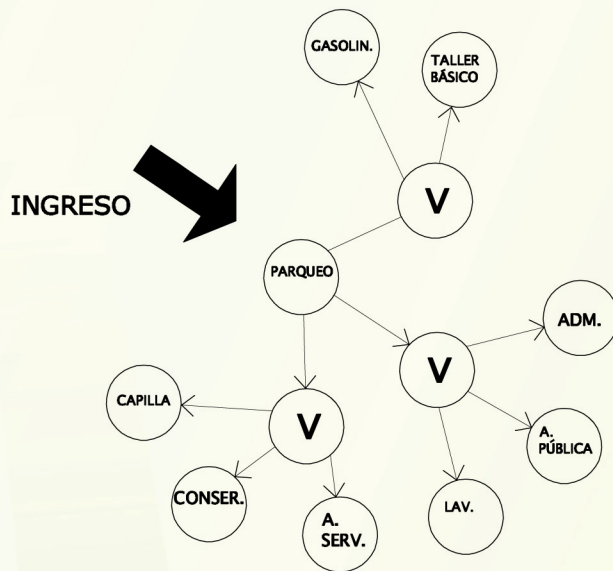 GASOLIN.
TALLER
BÁSICO
INGRESO
V
PARQUEO
ADM.
V
CAPILLA
V
A.
PÚBLICA
CONSER.
LAV.
A.
SERV.